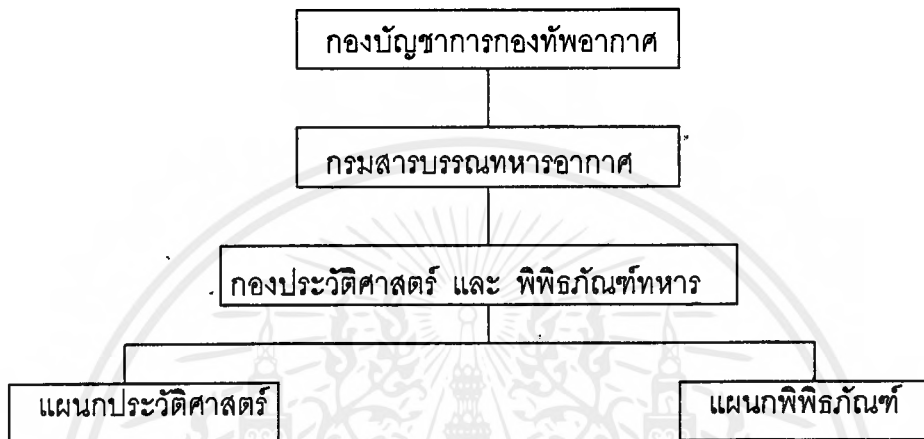 กองบัญชาการกองทัพอากาศ
กรมสารบรรณทหารอากาศ
กองประวัติศาสตร์ และ พิพิธภัณฑ์ทหาร
แผนกประวัติศาสตร์
แผนกพิพิธภัณฑ์